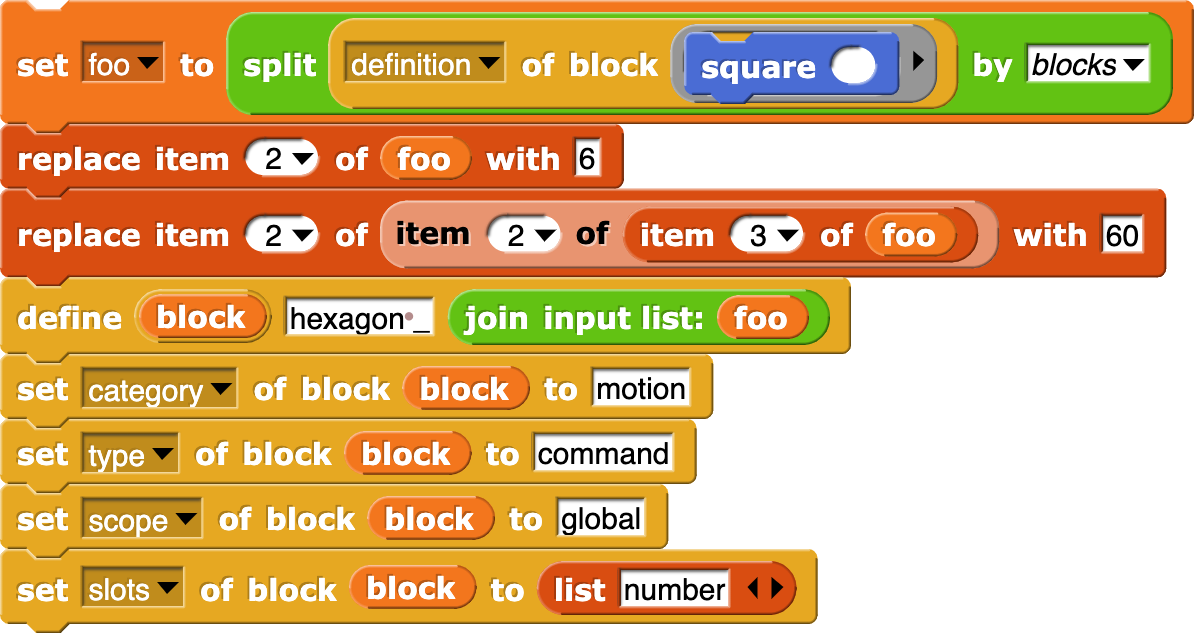 set foo to split definition of block square by blocks
replace item 2 of foo with 6
replace item 2 of item 2 of item 3 of foo with 60
define block hexagon•_ join input list: foo
set category of block block to motion
set type of block block to command
set scope of block block to global
set slots of block block to list number